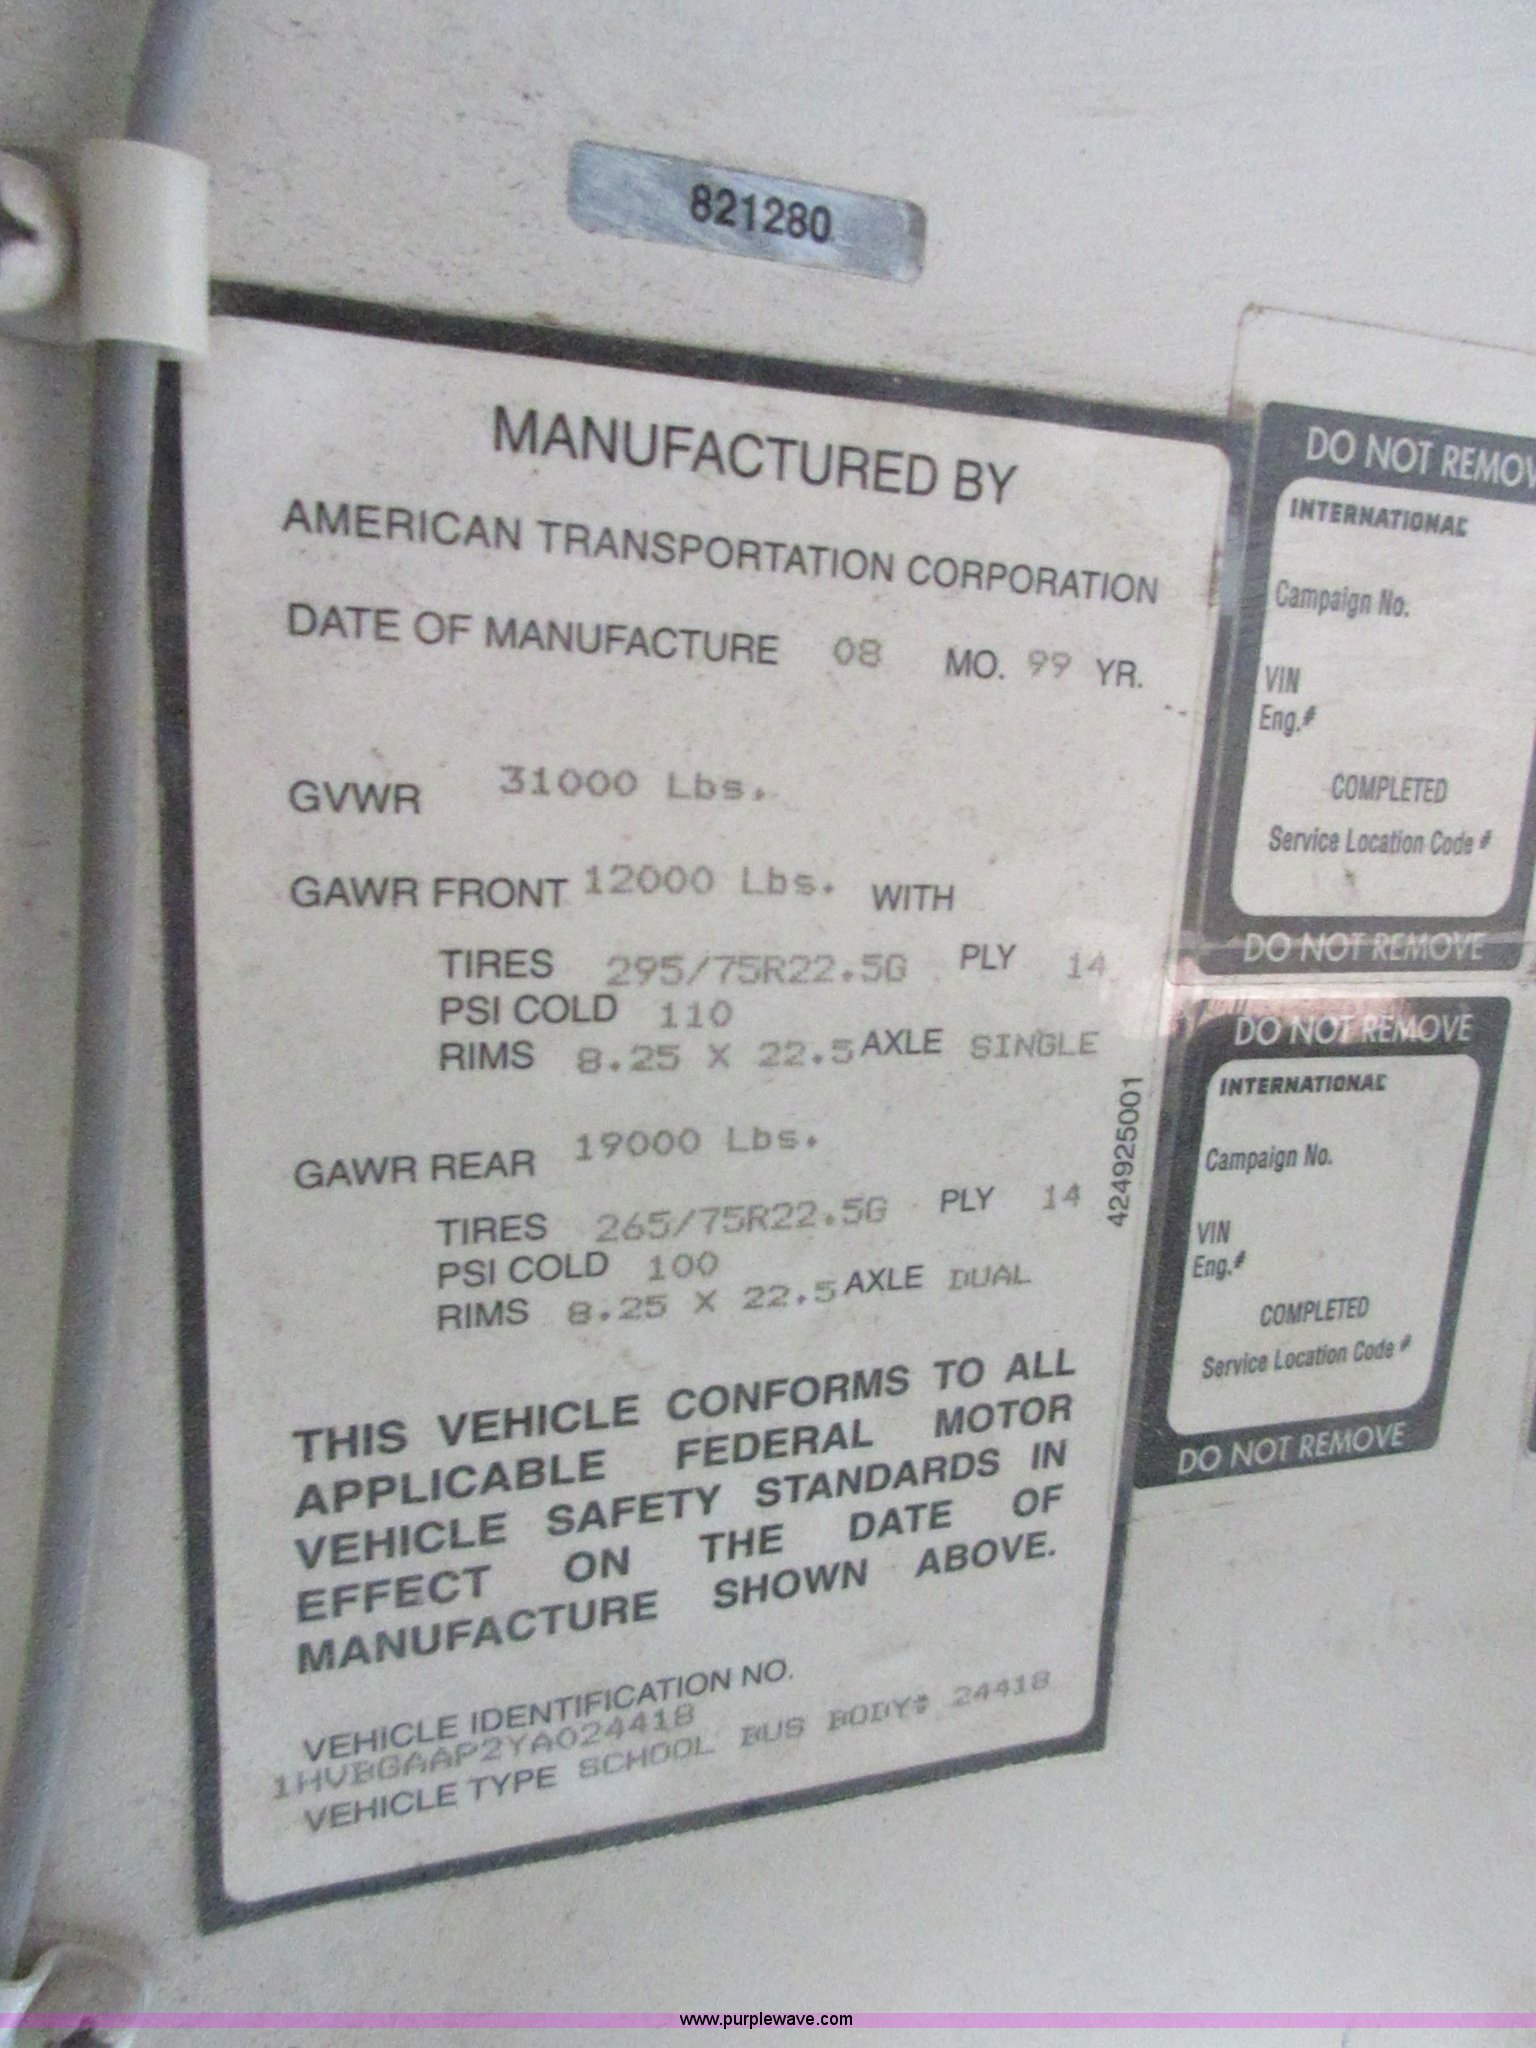 821280
MANUFACTURED BY
AMERICAN TRANSPORTATION CORPORATION
DATE OF MANUFACTURE 08 MO. 99 YR.
GVWR 31000 Lbs.
GAWR FRONT 12000 Lbs. WITH
TIRES 295/75R22.5G PLY 14
PSI COLD 110
RIMS 8.25 X 22.5 AXLE SINGLE
GAWR REAR 19000 Lbs.
TIRES 265/75R22.5G PLY 14
PSI COLD 100
RIMS 8.25 X 22.5 AXLE DUAL
THIS VEHICLE CONFORMS TO ALL
APPLICABLE FEDERAL MOTOR
VEHICLE SAFETY STANDARDS IN
EFFECT ON THE DATE OF
MANUFACTURE SHOWN ABOVE.
VEHICLE IDENTIFICATION NO.
1HVBGAAP2YA024418
VEHICLE TYPE SCHOOL BUS BODY# 24418
424925001
DO NOT REMOV
INTERNATIONAL
Campaign No.
VIN
Eng.#
COMPLETED
Service Location Code #
DO NOT REMOVE
DO NOT REMOVE
INTERNATIONAL
Campaign No.
VIN
Eng.#
COMPLETED
Service Location Code #
DO NOT REMOVE
www.purplewave.com